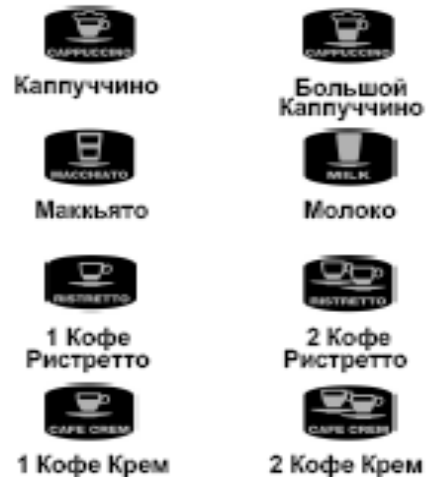 CAPPUCCINO
CAPPUCCINO
Каппуччино
Большой
Каппуччино
MACCHIATO
MILK
Маккьято
Молоко
RISTRETTO
RISTRETTO
1 Кофе
Ристретто
2 Кофе
Ристретто
CAFE CREM
CAFE CREM
1 Кофе Крем
2 Кофе Крем